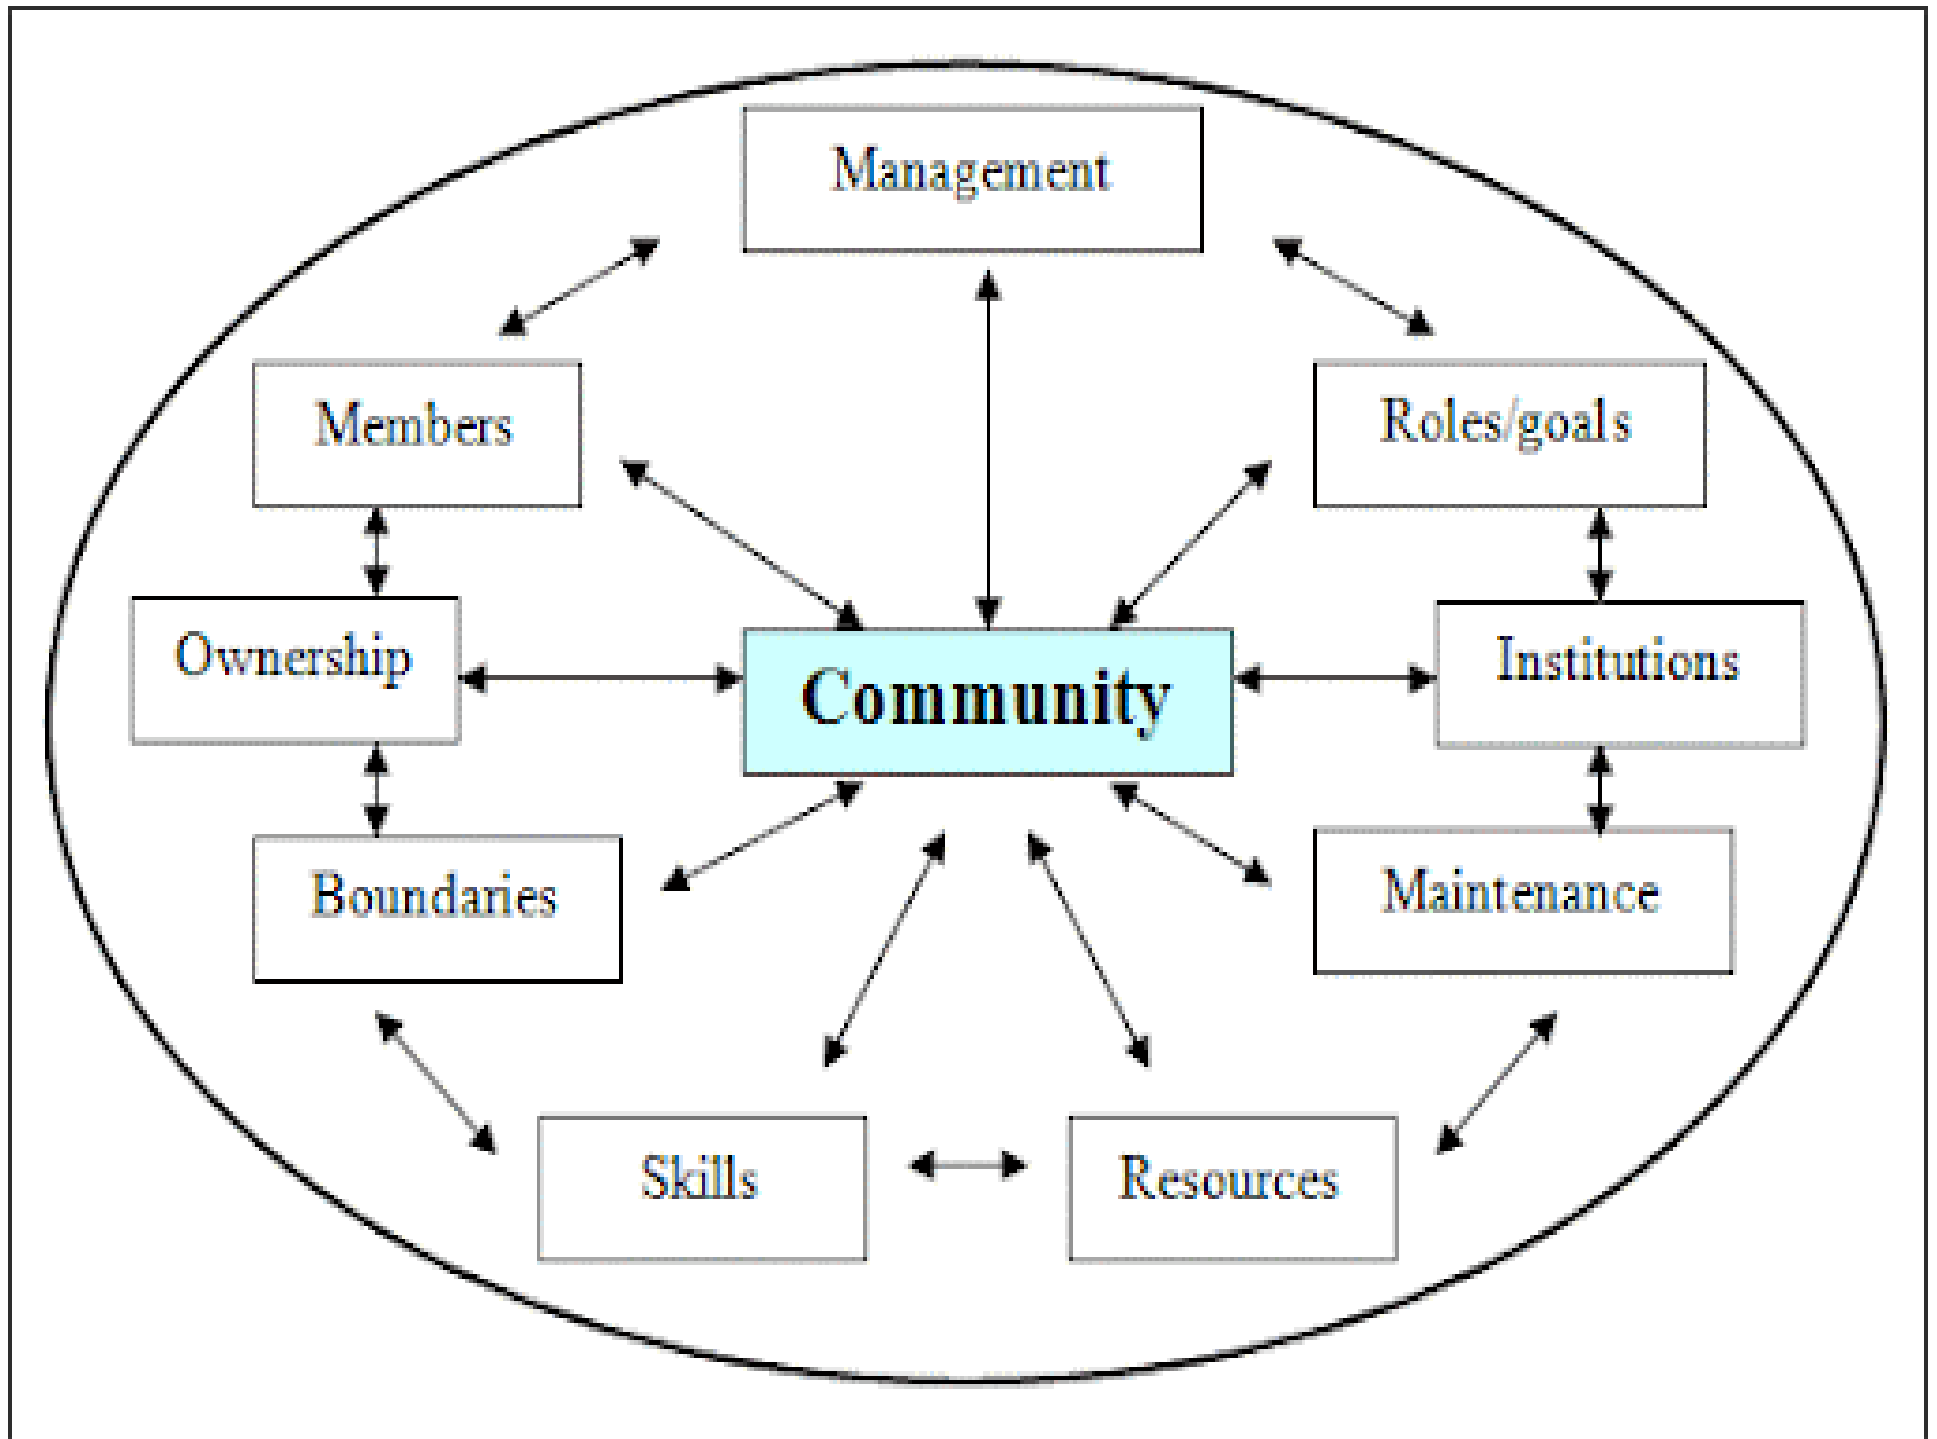 Management
Members
Roles/goals
Ownership
Community
Institutions
Boundaries
Maintenance
Skills
Resources